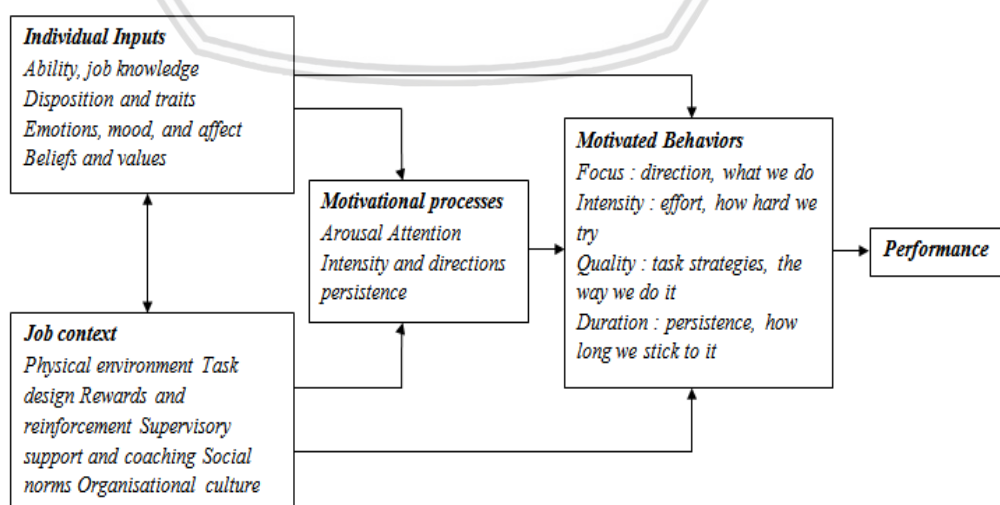 Individual Inputs
Ability, job knowledge
Disposition and traits
Emotions, mood, and affect
Beliefs and values
Motivational processes
Arousal Attention
Intensity and directions
persistence
Job context
Physical environment Task
design Rewards and
reinforcement Supervisory
support and coaching Social
norms Organisational culture
Motivated Behaviors
Focus : direction, what we do
Intensity : effort, how hard we
try
Quality : task strategies, the
way we do it
Duration : persistence, how
long we stick to it
Performance